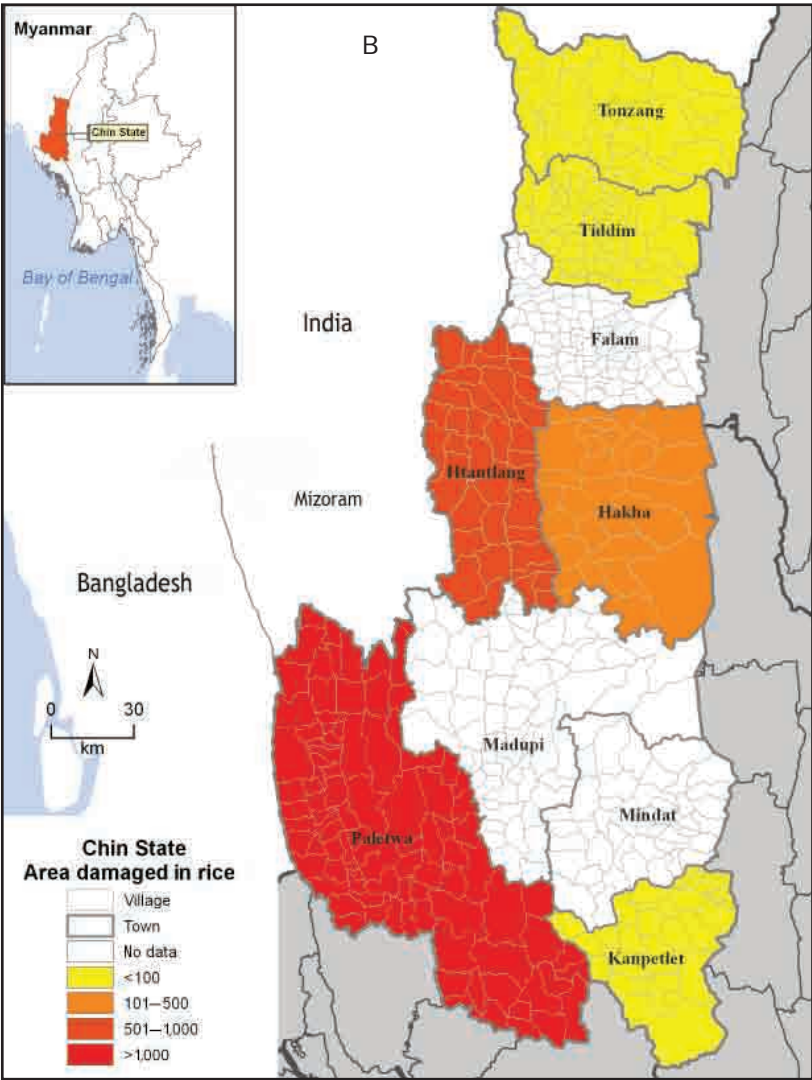 Myanmar
Chin State
Bay of Bengal
B
Tonzang
Tiddim
India
Falam
Htantlang
Hakha
Mizoram
Bangladesh
N
0 30
km
Madupi
Mindat
Paletwa
Kanpetlet
Chin State
Area damaged in rice
Village
Town
No data
<100
101–500
501–1,000
>1,000